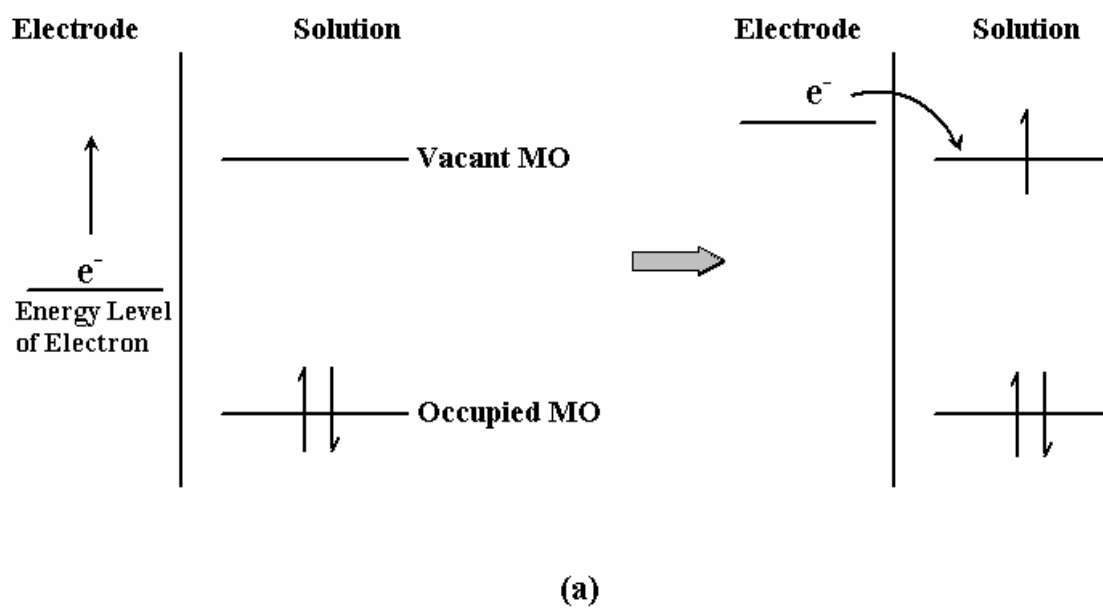 Electrode Solution Electrode Solution
e⁻
Vacant MO
e⁻
Energy Level
of Electron
Occupied MO
(a)